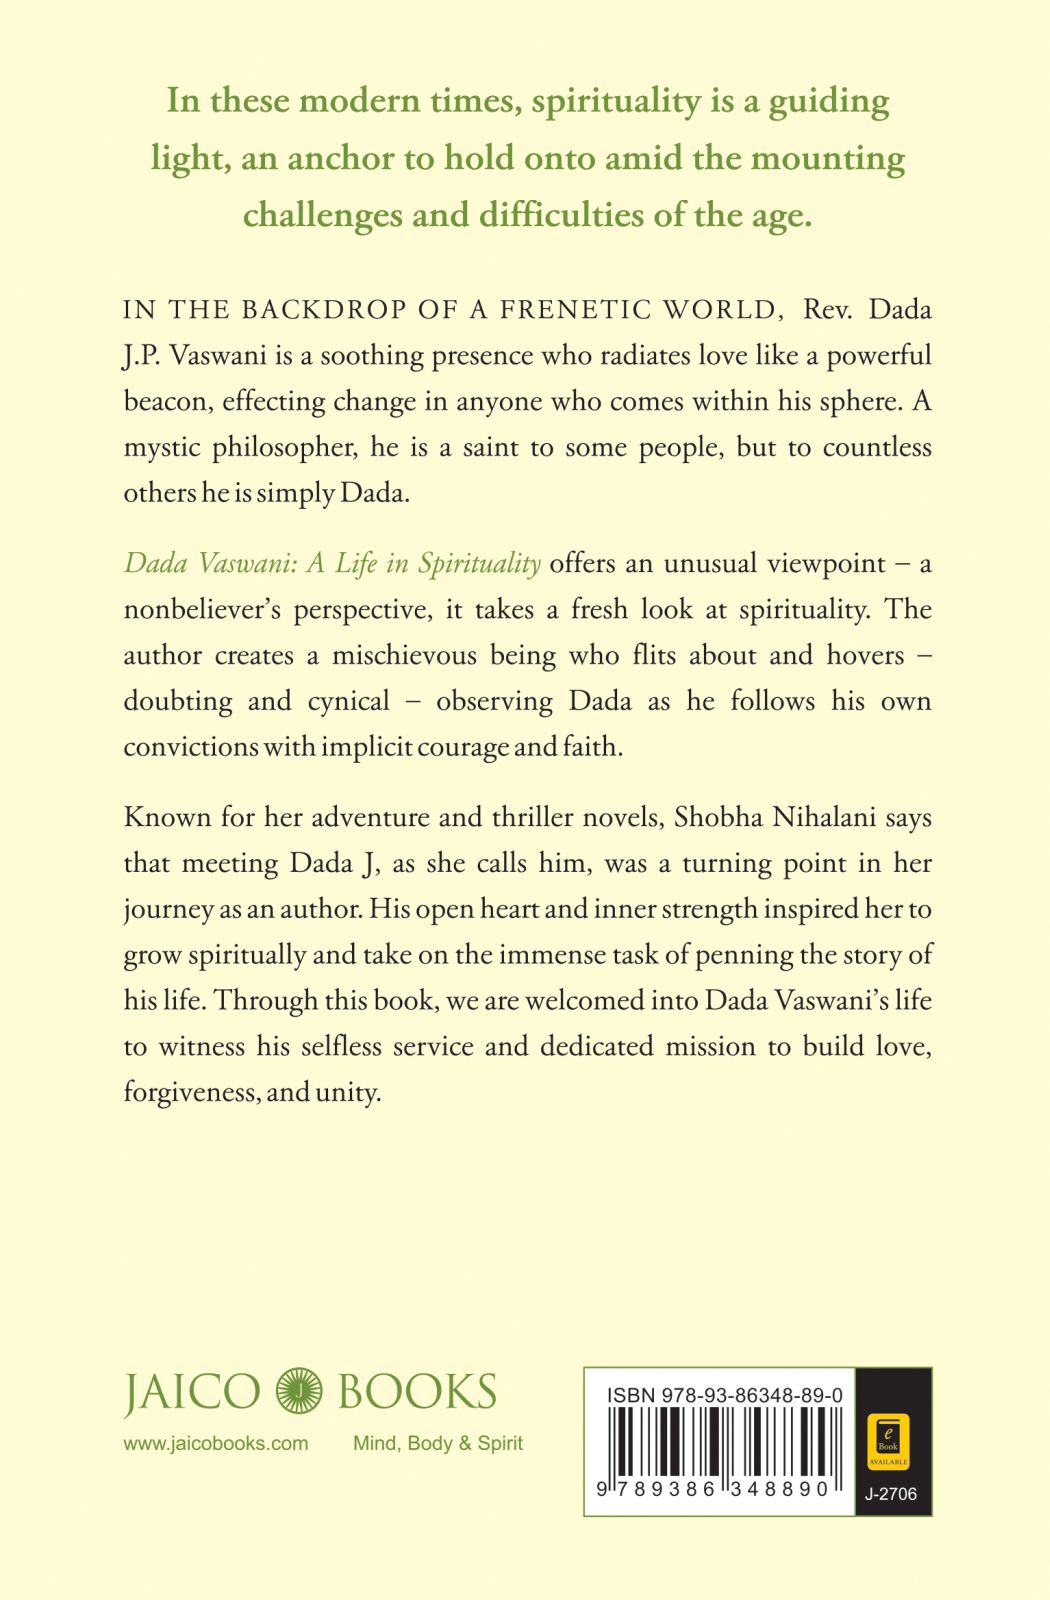 In these modern times, spirituality is a guiding
light, an anchor to hold onto amid the mounting
challenges and difficulties of the age.
IN THE BACKDROP OF A FRENETIC WORLD, Rev. Dada
J.P. Vaswani is a soothing presence who radiates love like a powerful
beacon, effecting change in anyone who comes within his sphere. A
mystic philosopher, he is a saint to some people, but to countless
others he is simply Dada.
Dada Vaswani: A Life in Spirituality offers an unusual viewpoint – a
nonbeliever’s perspective, it takes a fresh look at spirituality. The
author creates a mischievous being who flits about and hovers –
doubting and cynical – observing Dada as he follows his own
convictions with implicit courage and faith.
Known for her adventure and thriller novels, Shobha Nihalani says
that meeting Dada J, as she calls him, was a turning point in her
journey as an author. His open heart and inner strength inspired her to
grow spiritually and take on the immense task of penning the story of
his life. Through this book, we are welcomed into Dada Vaswani’s life
to witness his selfless service and dedicated mission to build love,
forgiveness, and unity.
JAICO J BOOKS
www.jaicobooks.com Mind, Body & Spirit
ISBN 978-93-86348-89-0
9 789386 348890
e
Book
AVAILABLE
J-2706